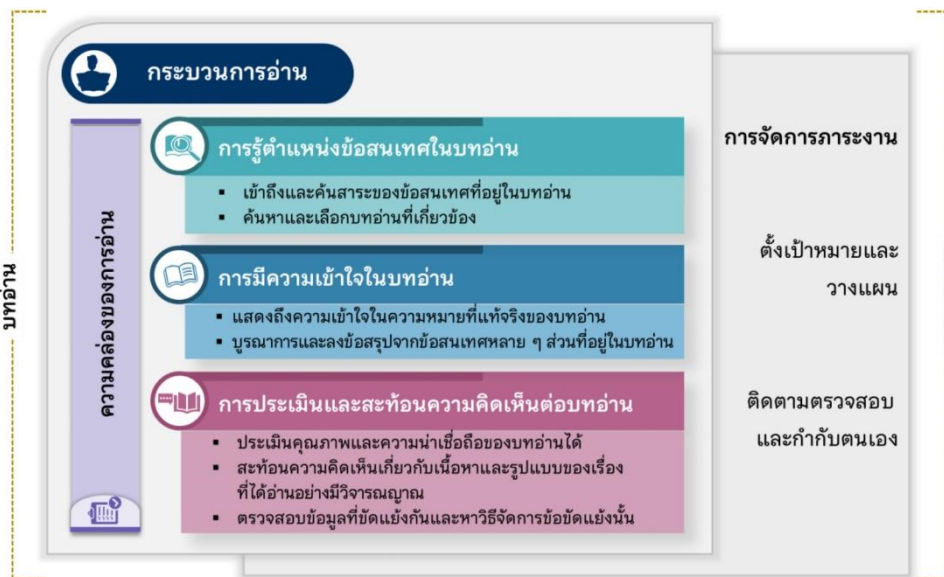 กระบวนการอ่าน
บทอ่าน
ความคล่องของการอ่าน
การรู้ตำแหน่งข้อสนเทศในบทอ่าน
▪ เข้าถึงและค้นสาระของข้อสนเทศที่อยู่ในบทอ่าน
▪ ค้นหาและเลือกบทอ่านที่เกี่ยวข้อง
การมีความเข้าใจในบทอ่าน
▪ แสดงถึงความเข้าใจในความหมายที่แท้จริงของบทอ่าน
▪ บูรณาการและลงข้อสรุปจากข้อสนเทศหลาย ๆ ส่วนที่อยู่ในบทอ่าน
การประเมินและสะท้อนความคิดเห็นต่อบทอ่าน
▪ ประเมินคุณภาพและความน่าเชื่อถือของบทอ่านได้
▪ สะท้อนความคิดเห็นเกี่ยวกับเนื้อหาและรูปแบบของเรื่อง
ที่ได้อ่านอย่างมีวิจารณญาณ
▪ ตรวจสอบข้อมูลที่ขัดแย้งกันและหาวิธีจัดการข้อขัดแย้งนั้น
การจัดการภาระงาน
ตั้งเป้าหมายและ
วางแผน
ติดตามตรวจสอบ
และกำกับตนเอง